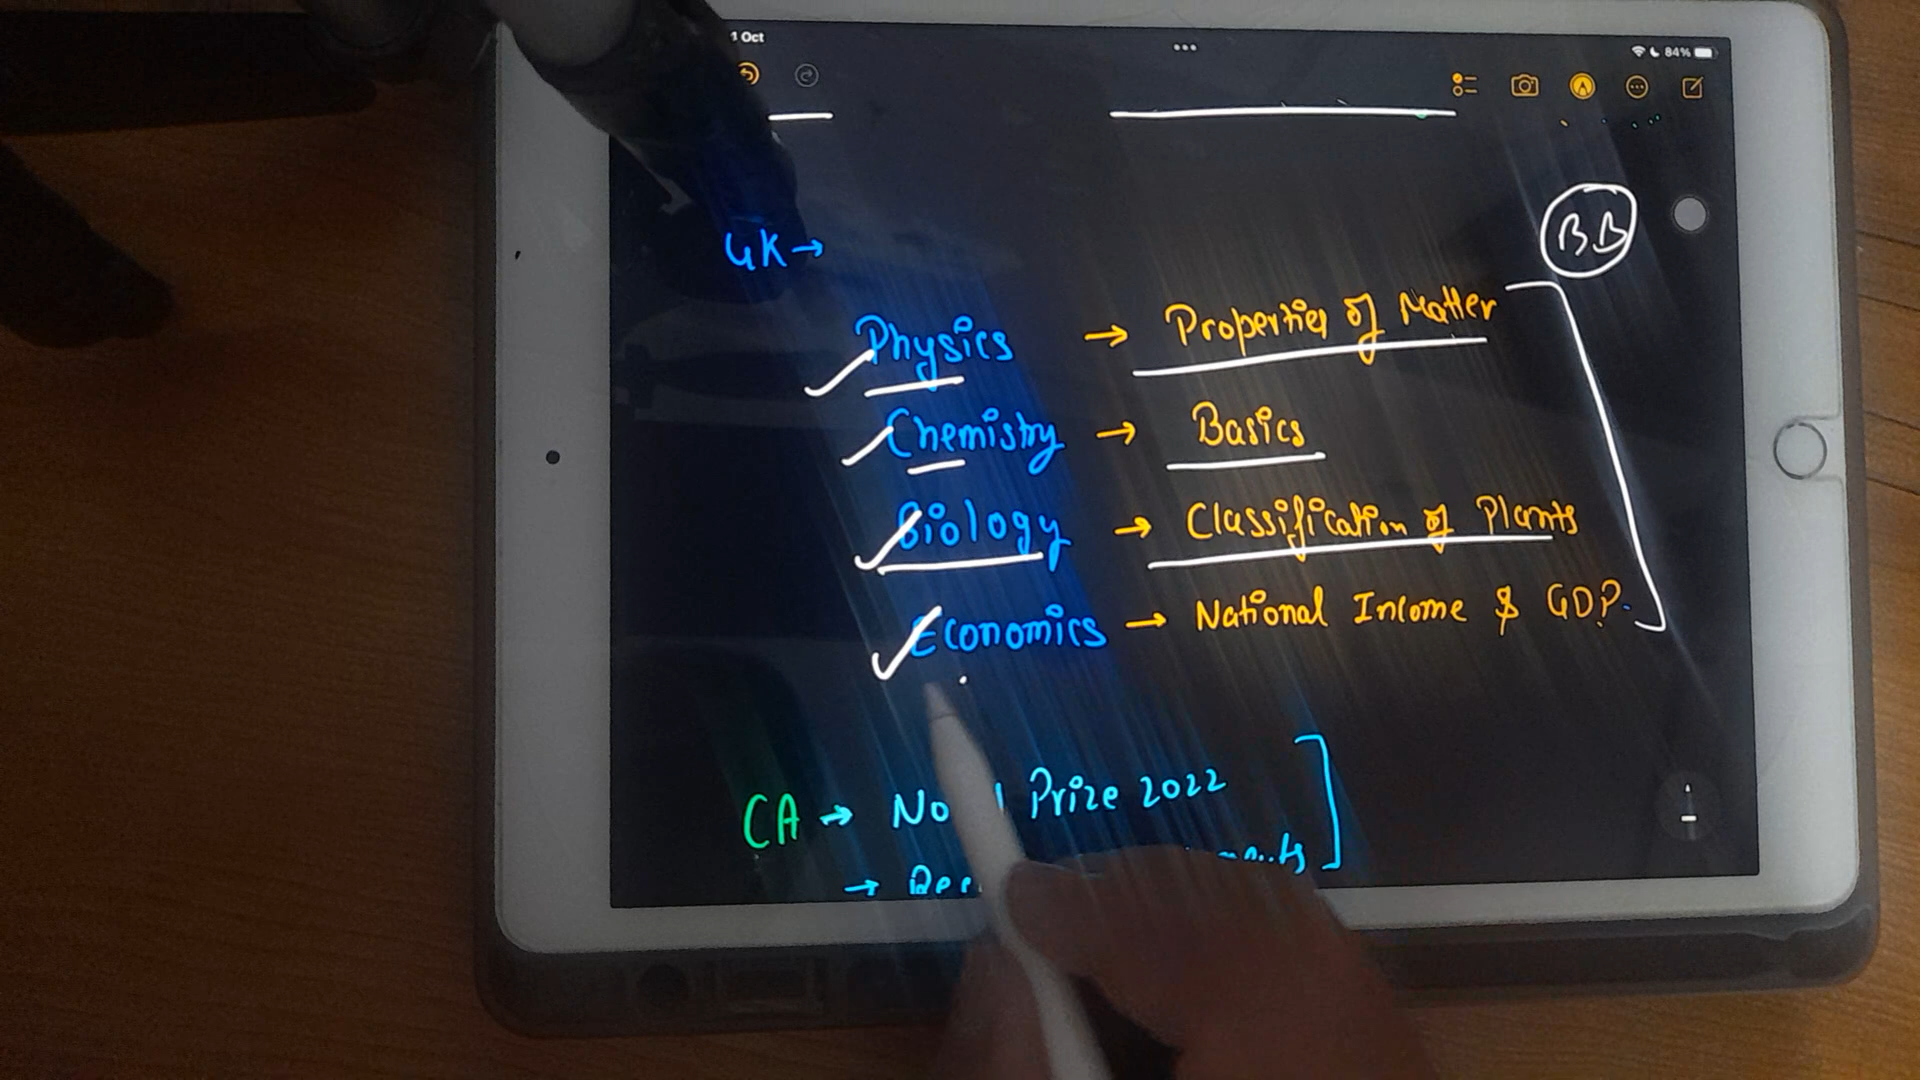 1 Oct
84%
GK →
BB
Physics → Properties of Matter
Chemistry → Basics
Biology → Classification of Plants
Economics → National Income & GDP.
CA → Prize 2022
→